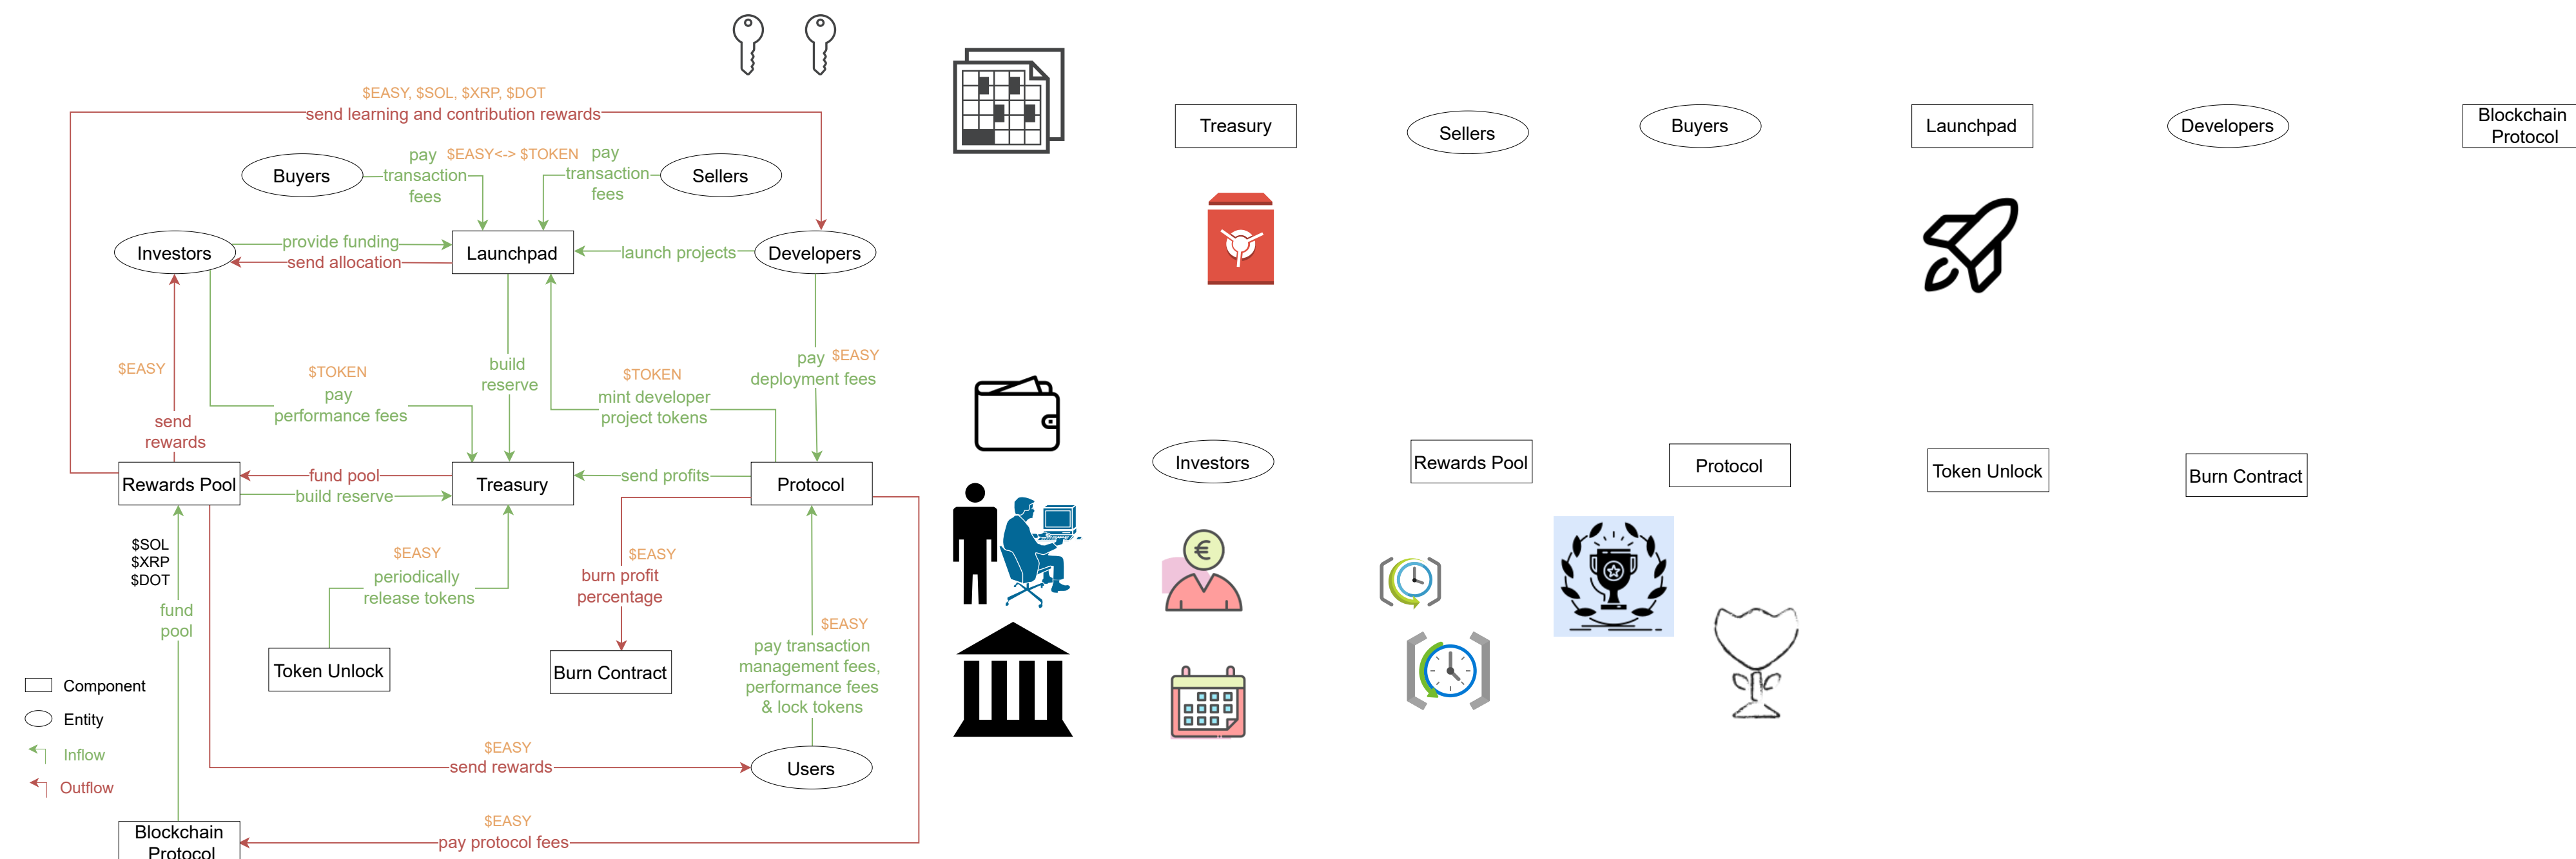 $EASY, $SOL, $XRP, $DOT
send learning and contribution rewards
Buyers
pay
transaction
fees
$EASY<-> $TOKEN
pay
transaction
fees
Sellers
Investors
provide funding
send allocation
Launchpad
launch projects
Developers
$EASY
send
rewards
$TOKEN
pay
performance fees
build
reserve
$TOKEN
mint developer
project tokens
pay $EASY
deployment fees
Rewards Pool
fund pool
build reserve
Treasury
send profits
Protocol
$SOL
$XRP
$DOT
fund
pool
$EASY
periodically
release tokens
Token Unlock
$EASY
burn profit
percentage
Burn Contract
$EASY
pay transaction
management fees,
performance fees
& lock tokens
Component
Entity
Inflow
Outflow
$EASY
send rewards
Users
Blockchain
Protocol
$EASY
pay protocol fees
Treasury
Sellers
Buyers
Launchpad
Developers
Blockchain
Protocol
Investors
Rewards Pool
Protocol
Token Unlock
Burn Contract
€